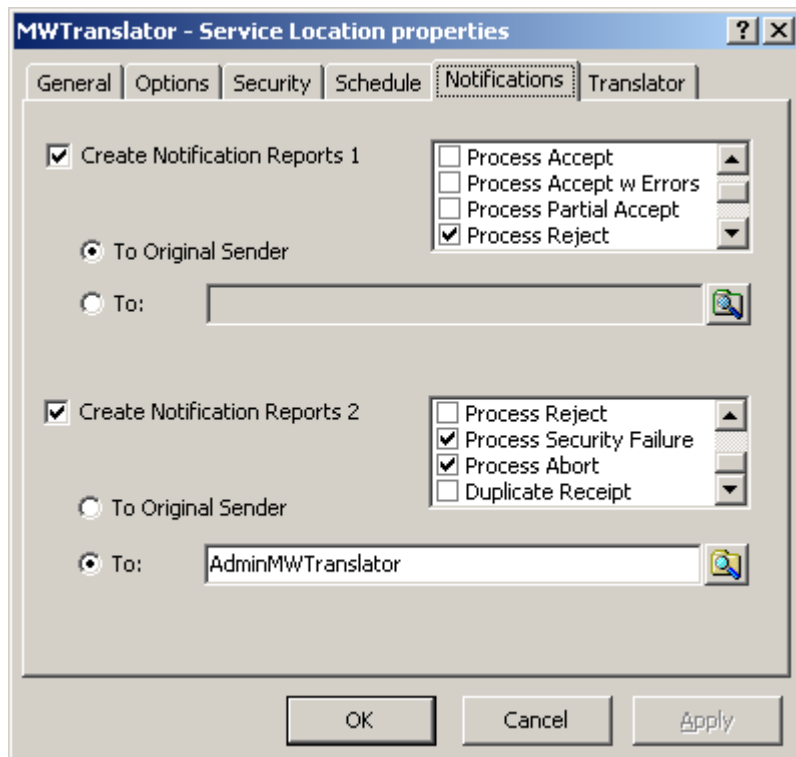 MWTranslator - Service Location properties
General Options Security Schedule Notifications Translator
Create Notification Reports 1
Process Accept
Process Accept w Errors
Process Partial Accept
Process Reject
To Original Sender
To:
Create Notification Reports 2
Process Reject
Process Security Failure
Process Abort
Duplicate Receipt
To Original Sender
To: AdminMWTranslator
OK Cancel Apply